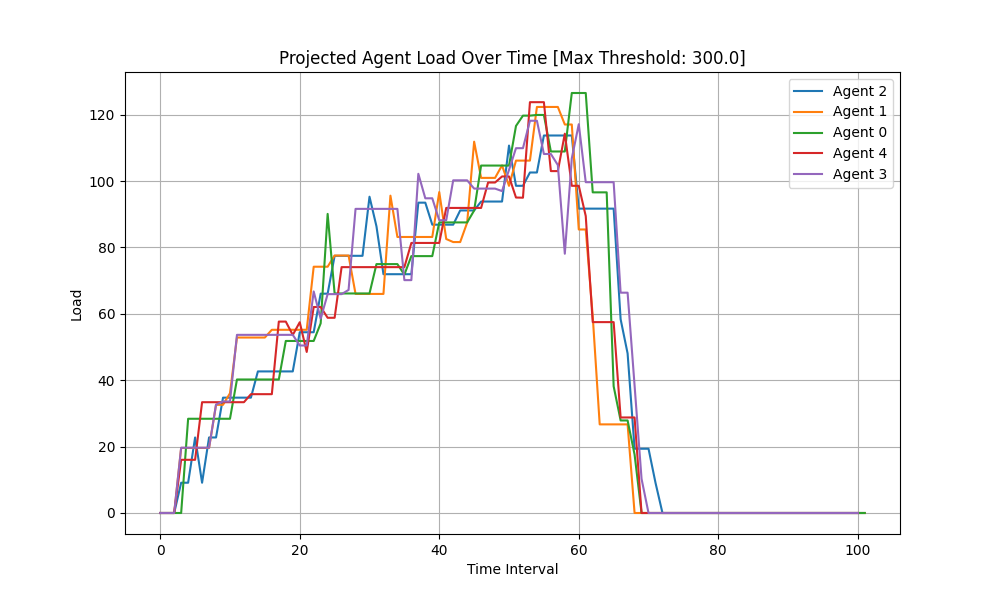 Projected Agent Load Over Time [Max Threshold: 300.0]
Agent 2
Agent 1
Agent 0
Agent 4
Agent 3
Load
120
100
80
60
40
20
0
0 20 40 60 80 100
Time Interval